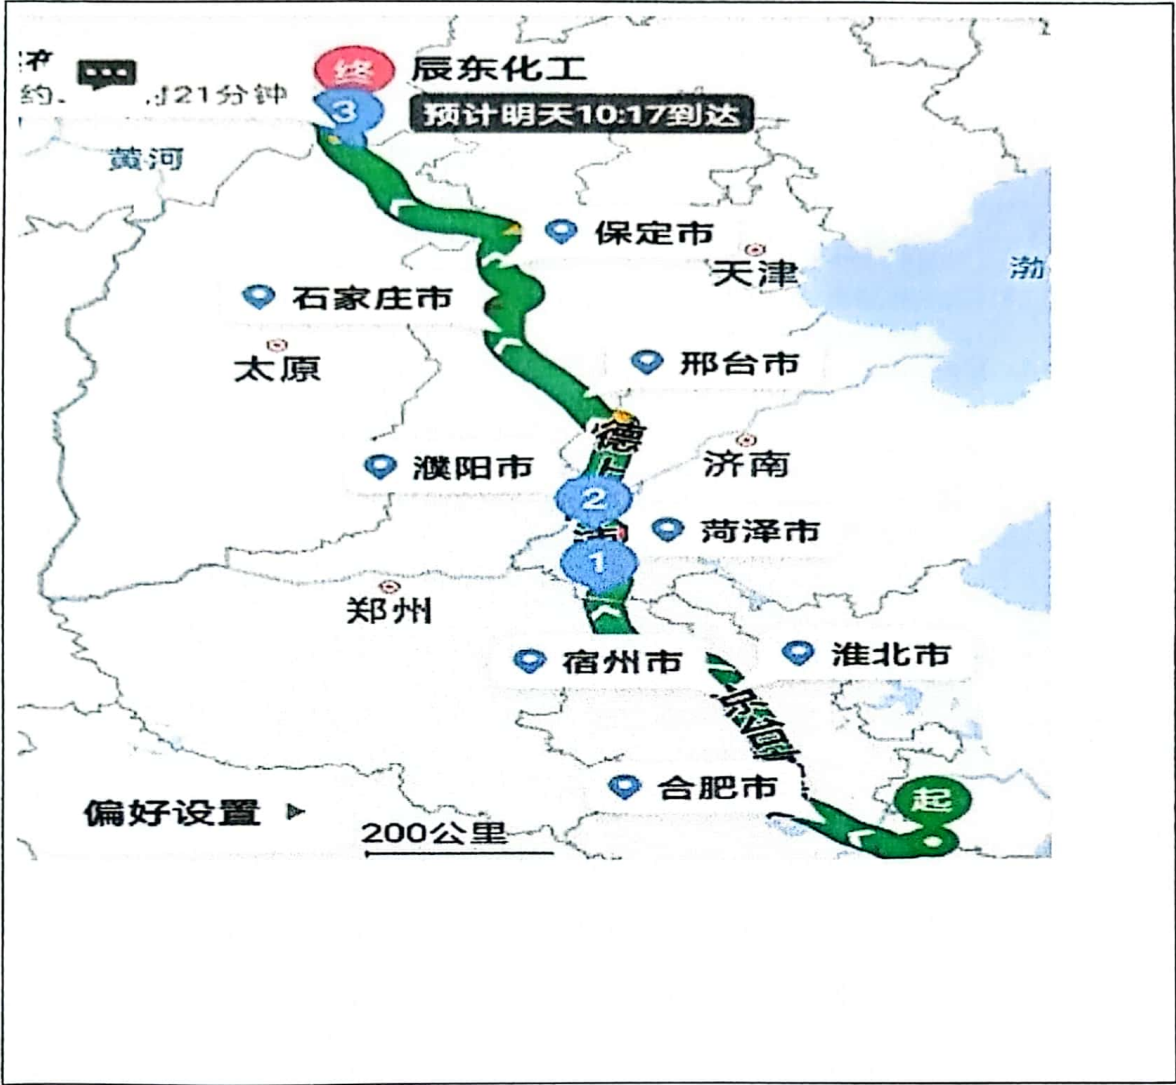 终 辰东化工
3 预计明天10:17到达
约 21分钟
黄河
保定市
天津
渤
石家庄市
太原
邢台市
德
濮阳市
济南
2
菏泽市
1
郑州
宿州市
淮北市
合肥市
起
偏好设置
200公里